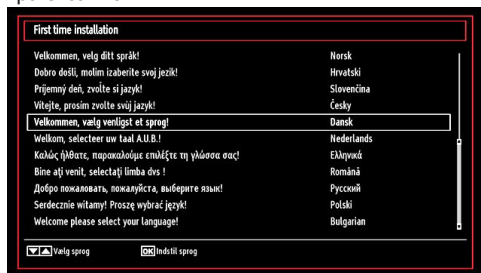 First time installation
Velkommen, velg ditt språk! Norsk
Dobro došli, molim izaberite svoj jezik! Hrvatski
Príjemný deň, zvoľte si jazyk! Slovenčina
Vítejte, prosím zvolte svůj jazyk! Česky
Velkommen, vælg venligst et sprog! Dansk
Welkom, selecteer uw taal A.U.B.! Nederlands
Καλώς ήλθατε, παρακαλούμε επιλέξτε τη γλώσσα σας! Ελληνικά
Bine aţi venit, selectaţi limba dvs ! Română
Добро пожаловать, пожалуйста, выберите язык! Русский
Serdecznie witamy! Proszę wybrać język! Polski
Welcome please select your language! Bulgarian
Vælg sprog OK Indstil sprog